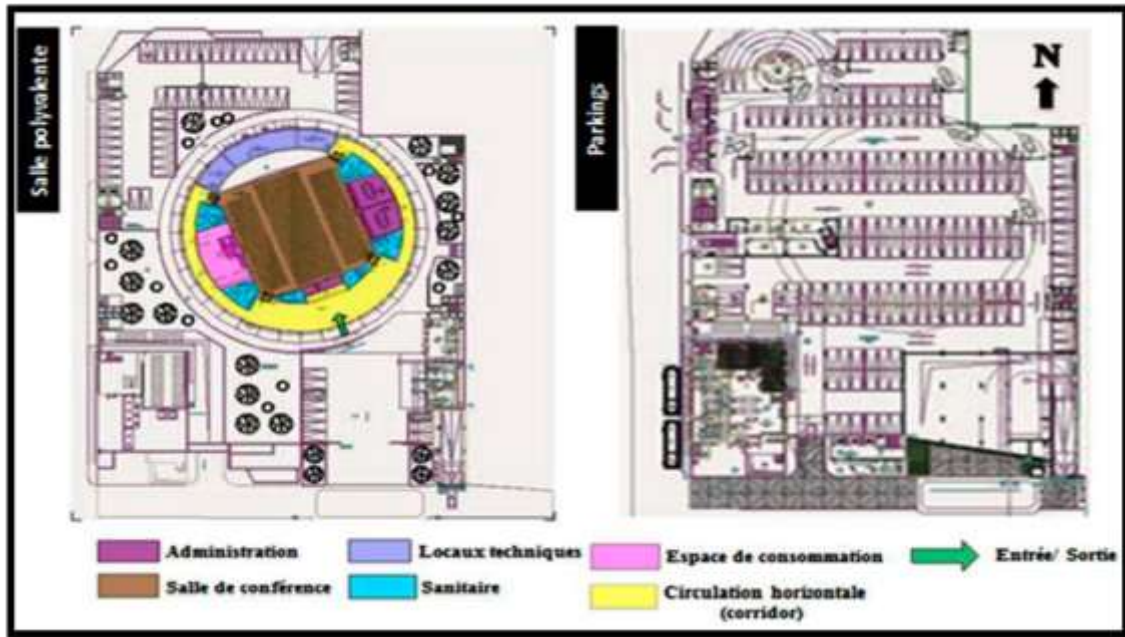 Salle polyvalente
Parkings
N
Administration
Locaux techniques
Espace de consommation
Entrée/ Sortie
Salle de conférence
Sanitaire
Circulation horizontale
(corridor)